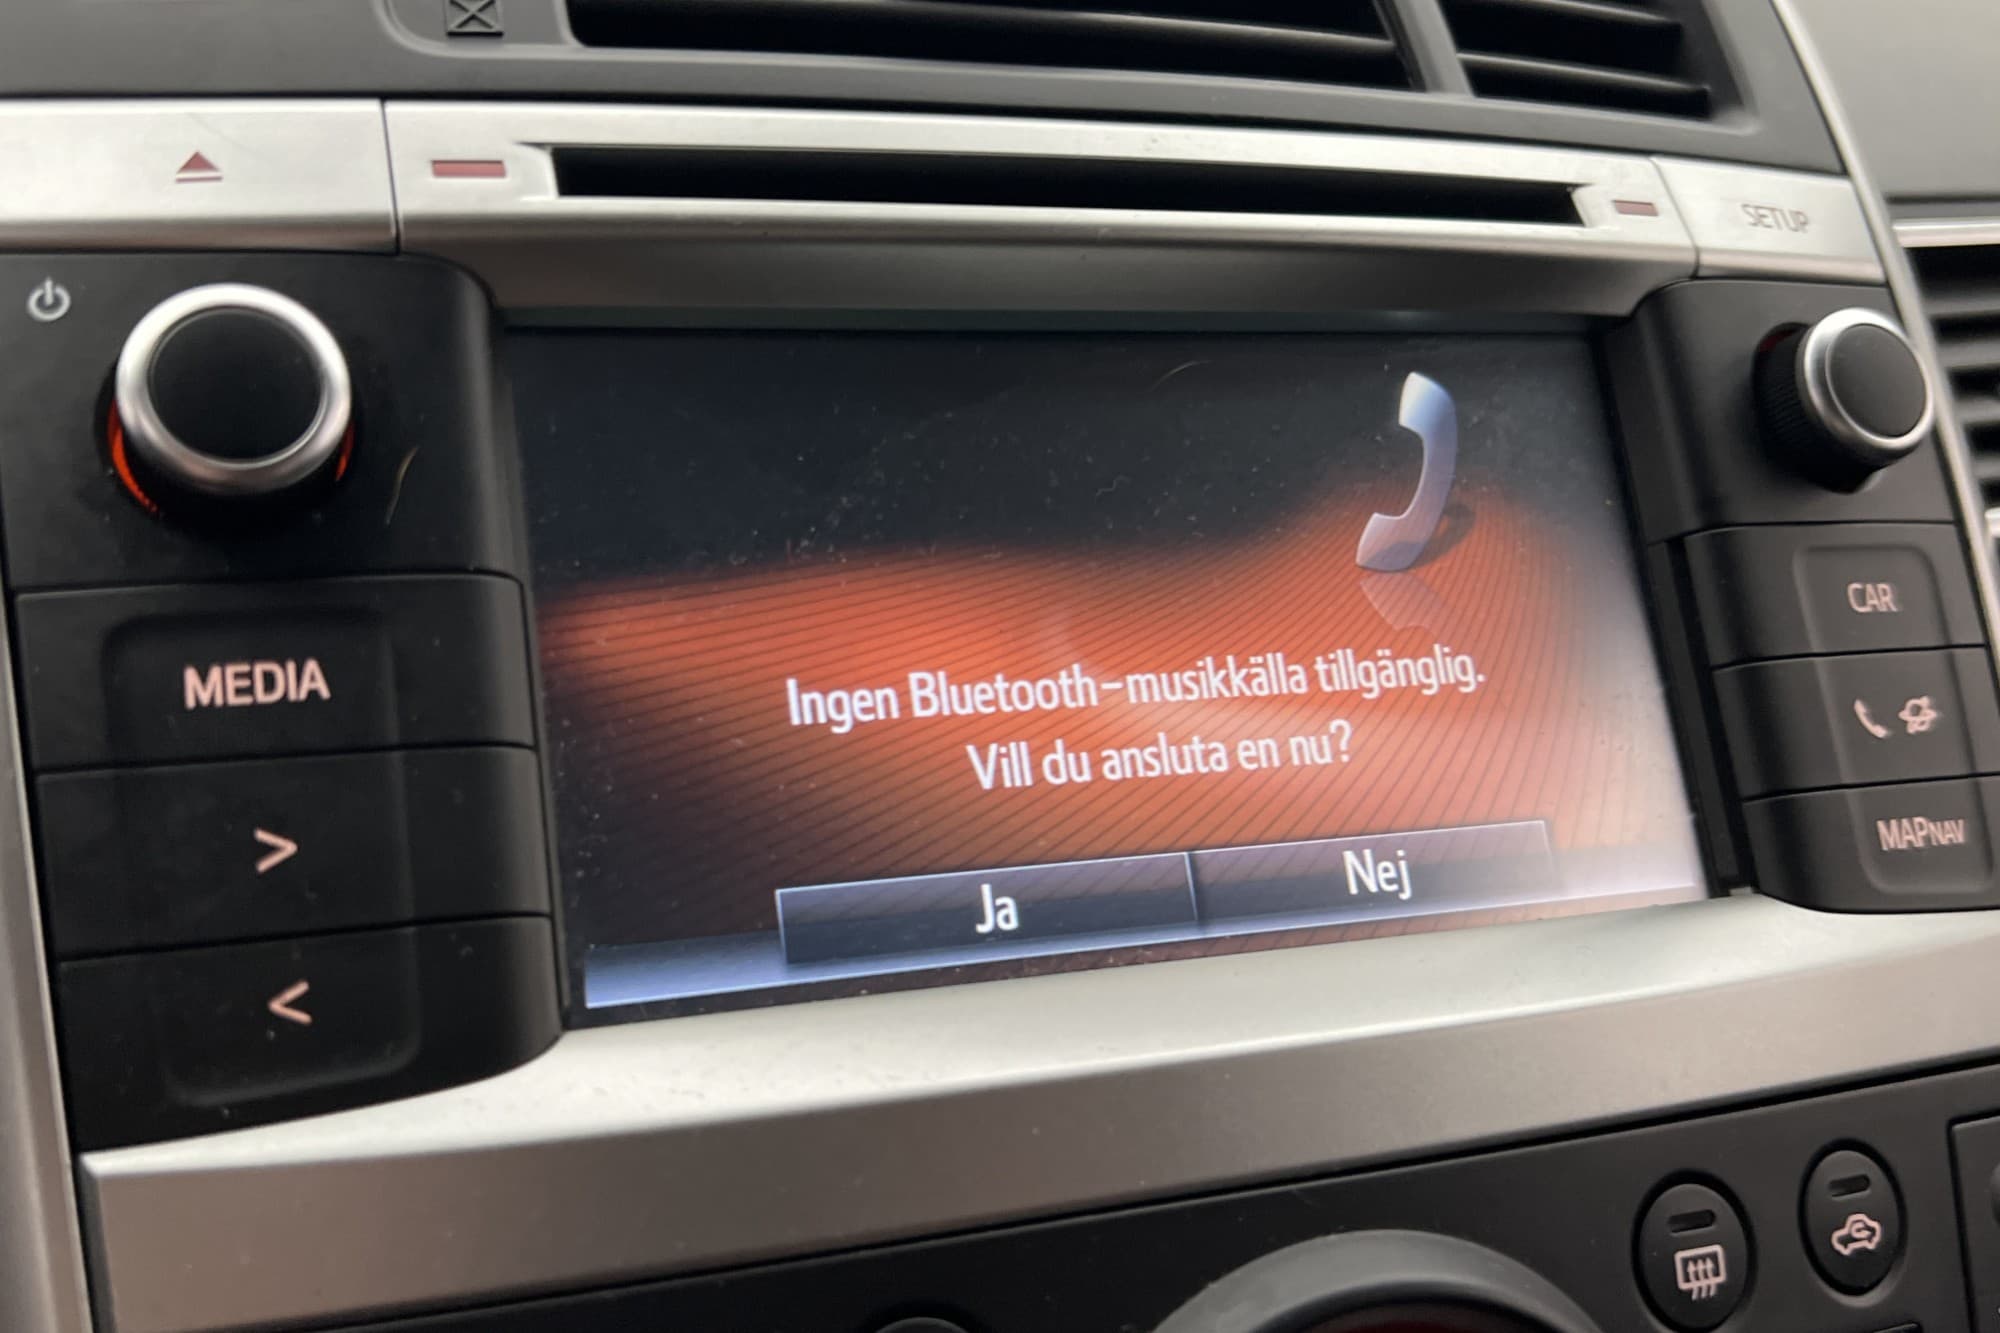 SETUP
MEDIA
>
<
CAR
MAPNAV
Ingen Bluetooth-musikkälla tillgänglig.
Vill du ansluta en nu?
Ja
Nej